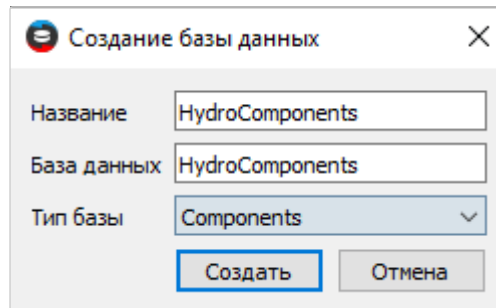 Создание базы данных
Название HydroComponents
База данных HydroComponents
Тип базы Components
Создать Отмена